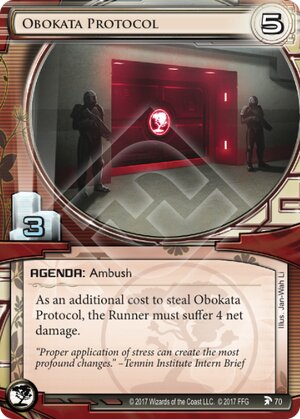 Obokata Protocol
5
3
AGENDA: Ambush
As an additional cost to steal Obokata
Protocol, the Runner must suffer 4 net
damage.
"Proper application of stress can create the most
profound changes." –Tennin Institute Intern Brief
Illus. Jan-Wah Li
© 2017 Wizards of the Coast LLC. © 2017 FFG
70